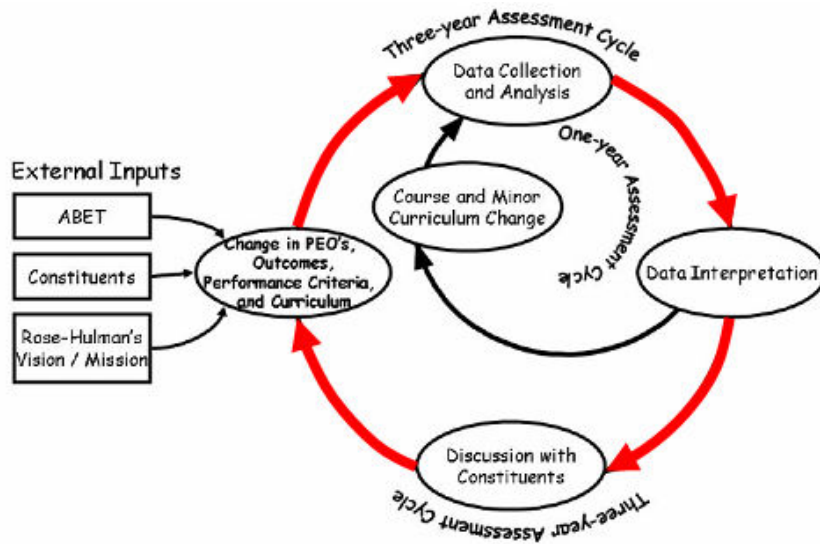 Three-year Assessment Cycle
Data Collection
and Analysis
One-year Assessment Cycle
External Inputs
ABET
Constituents
Rose-Hulman's
Vision / Mission
Course and Minor
Curriculum Change
Change in PEO's,
Outcomes,
Performance Criteria,
and Curriculum
Data Interpretation
Discussion with
Constituents
Three-year Assessment Cycle